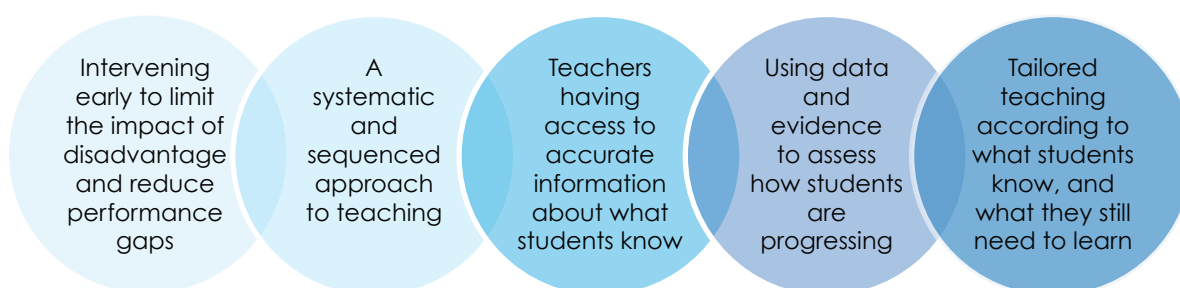 Intervening
early to limit
the impact of
disadvantage
and reduce
performance
gaps
A
systematic
and
sequenced
approach
to teaching
Teachers
having
access to
accurate
information
about what
students know
Using data
and
evidence
to assess
how students
are
progressing
Tailored
teaching
according to
what students
know, and
what they still
need to learn